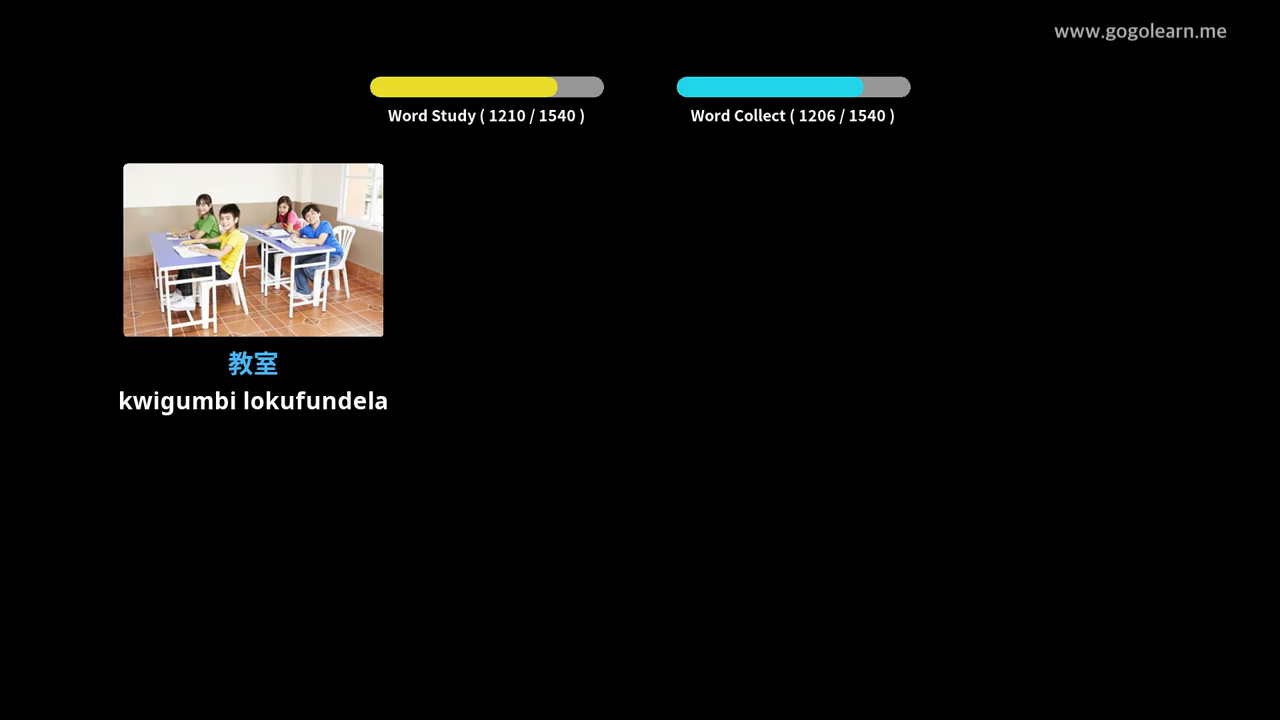 www.gogolearn.me
Word Study ( 1210 / 1540 )
Word Collect ( 1206 / 1540 )
教室
kwigumbi lokufundela